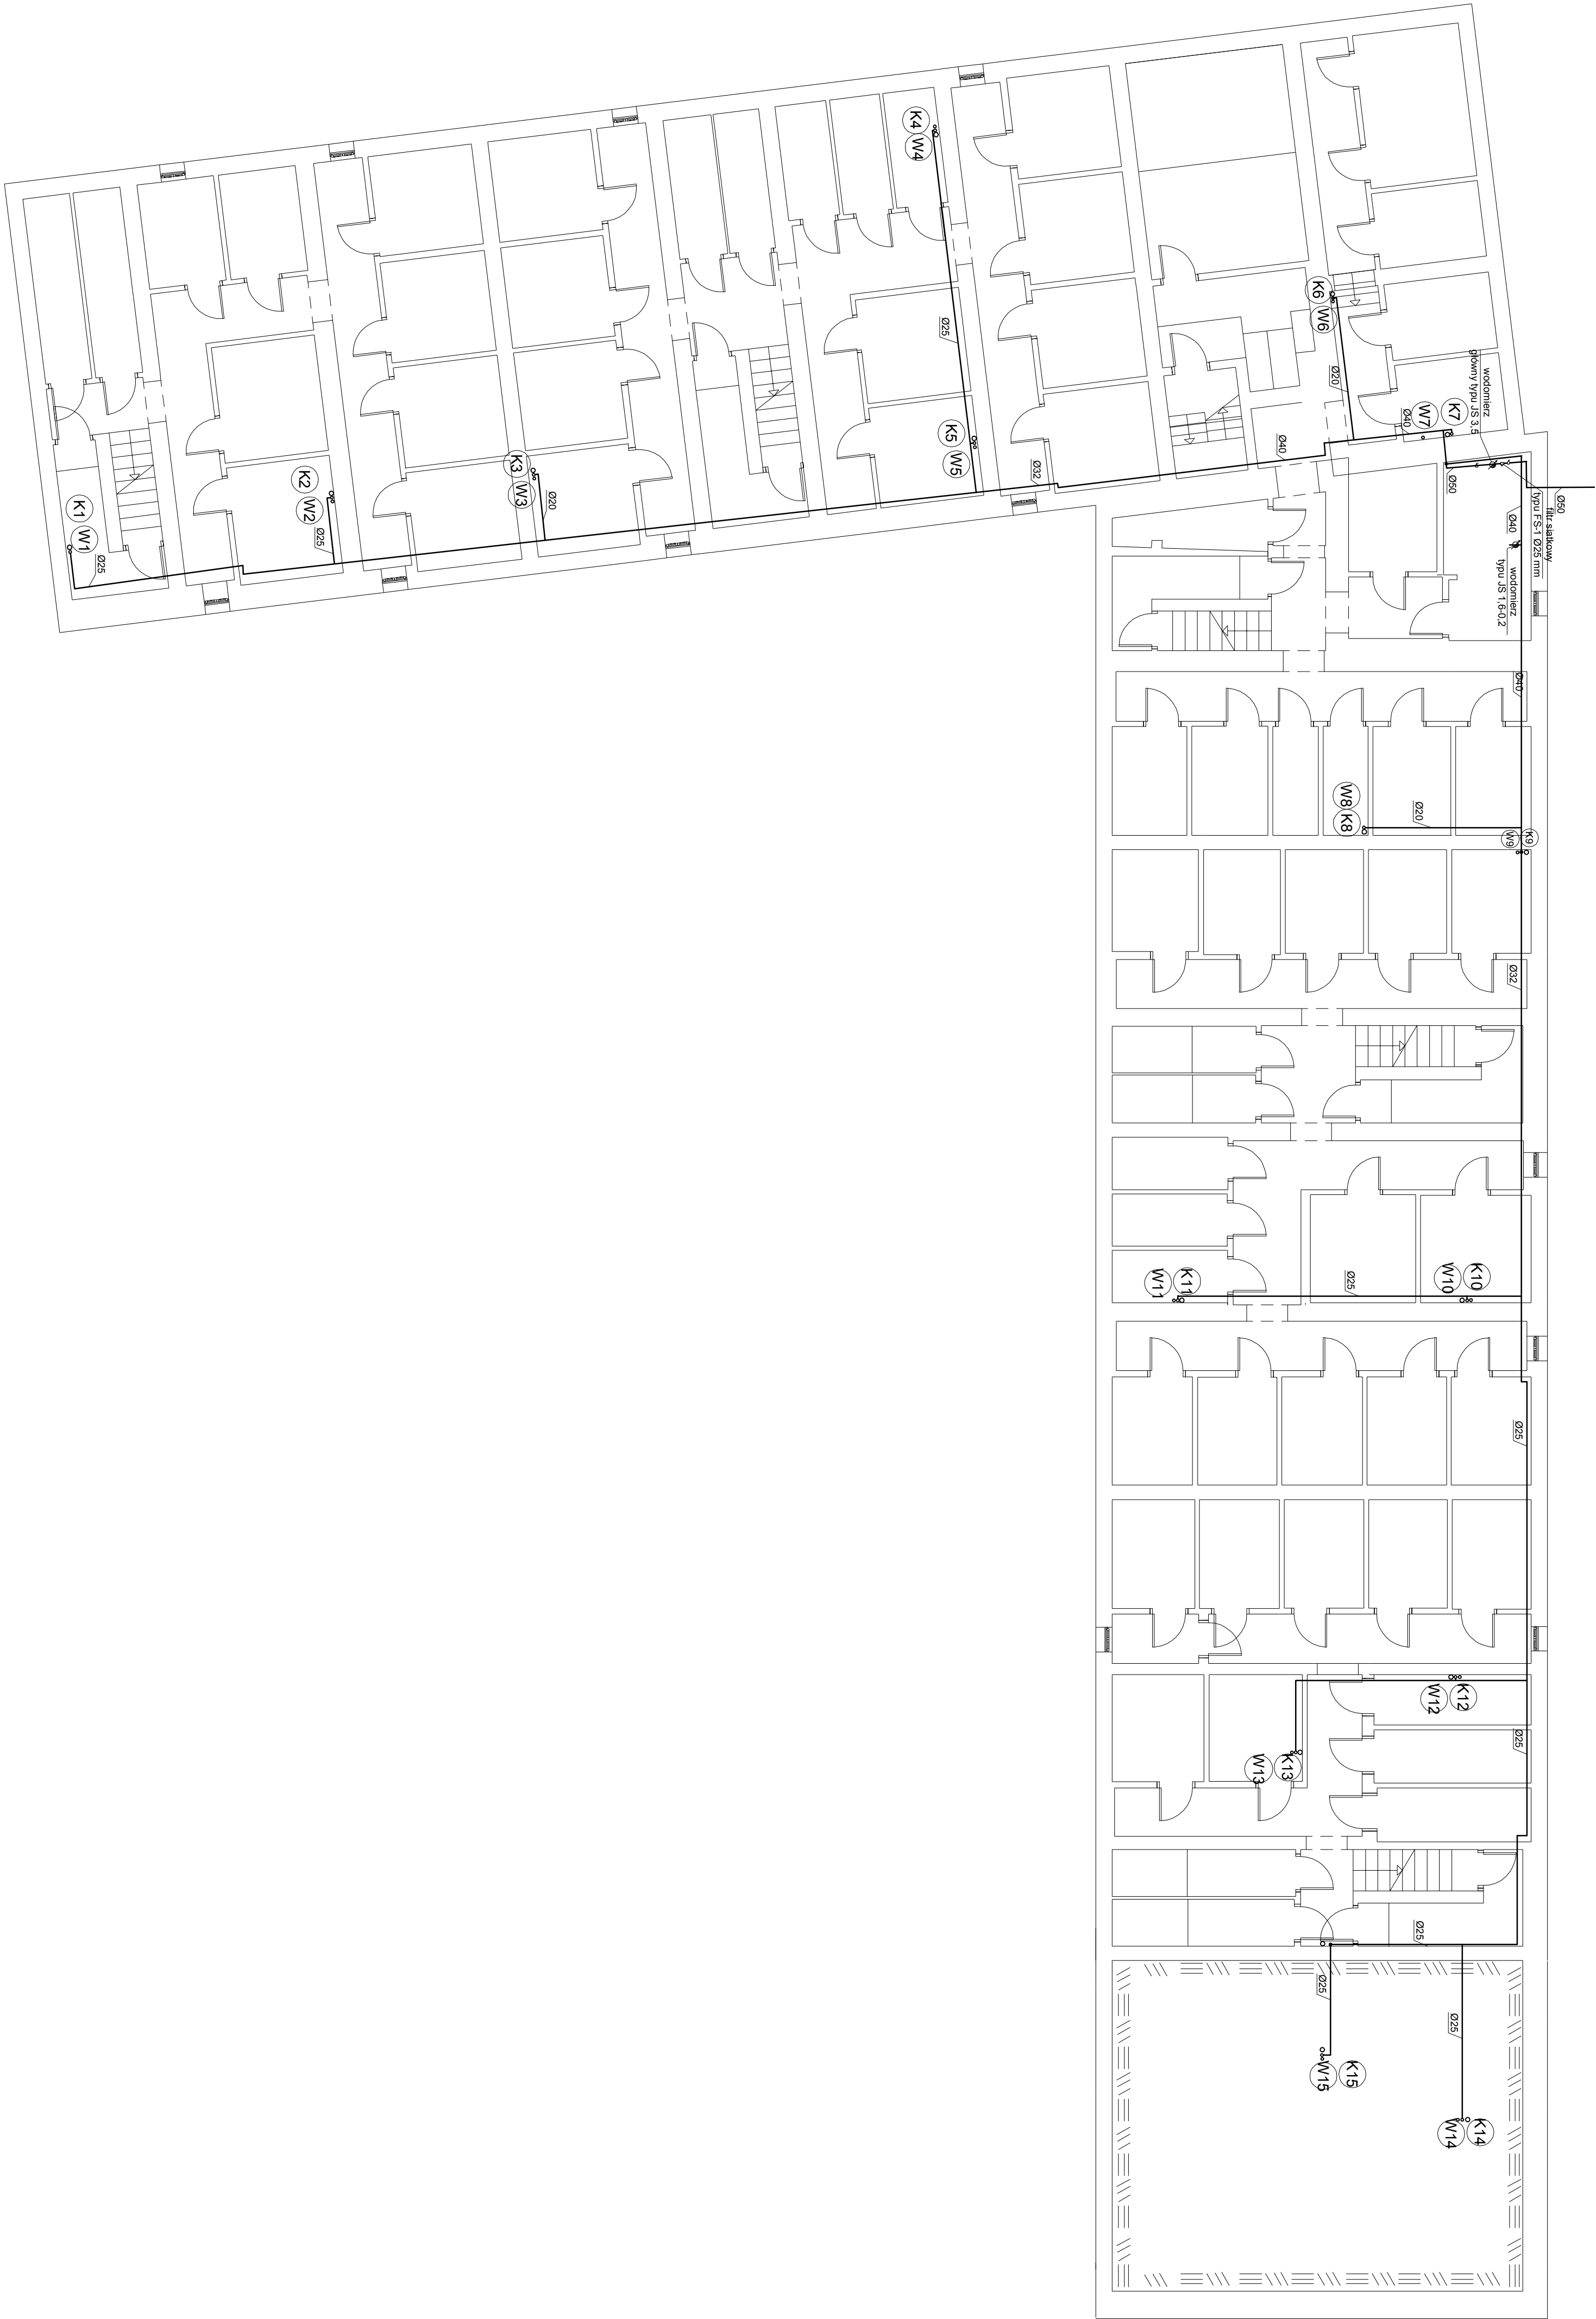 K4
W4
K6
W6
Ø25
Ø20
wodomierz
główny typu JS 3,5
K7
W7
Ø40
K5
W5
Ø40
Ø32
Ø50
Ø50
filtr siatkowy
typu FS-1 Ø25 mm
Ø40
wodomierz
typu JS 1,6-0,2
K3
W3
Ø20
K2
W2
Ø25
K1
W1
Ø25
Ø40
W8
K8
Ø20
K9
W9
Ø32
K11
W11
Ø25
K10
W10
Ø25
K12
W12
Ø25
K13
W13
Ø25
Ø25
Ø25
K15
W15
K14
W14